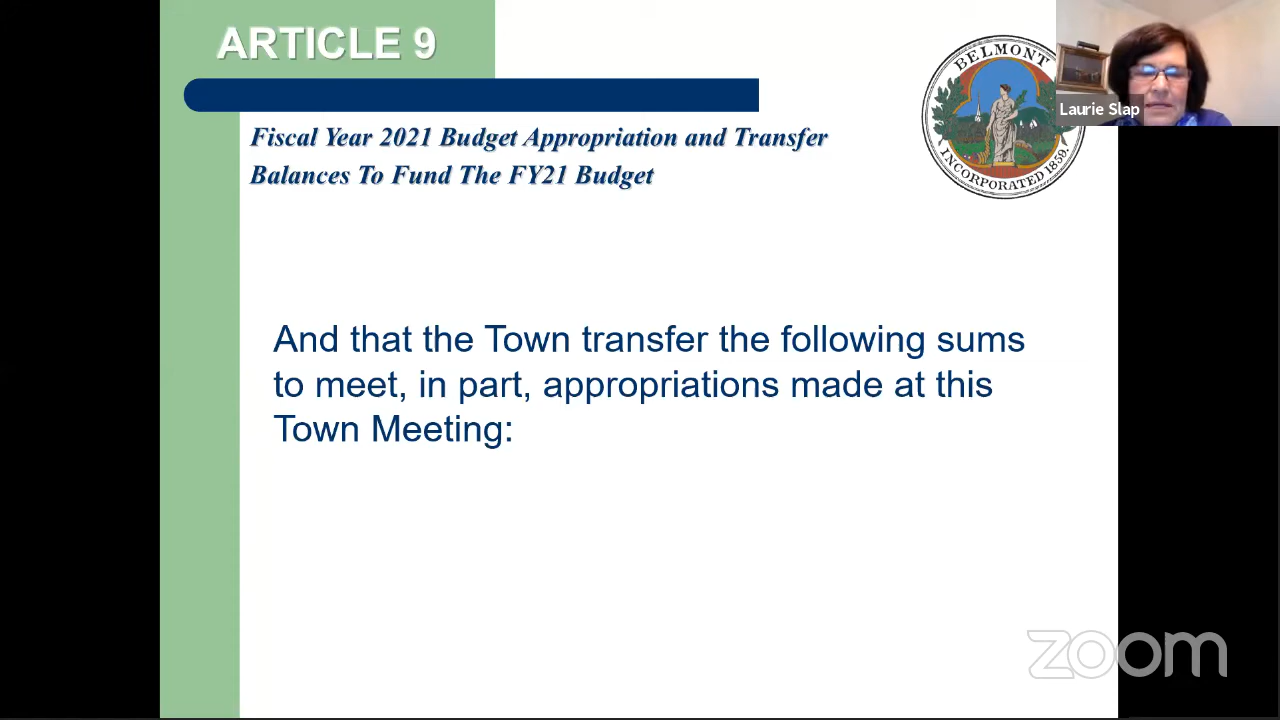 ARTICLE 9
Fiscal Year 2021 Budget Appropriation and Transfer
Balances To Fund The FY21 Budget
BELMONT
INCORPORATED 1859.
Laurie Slap
And that the Town transfer the following sums
to meet, in part, appropriations made at this
Town Meeting:
zoom